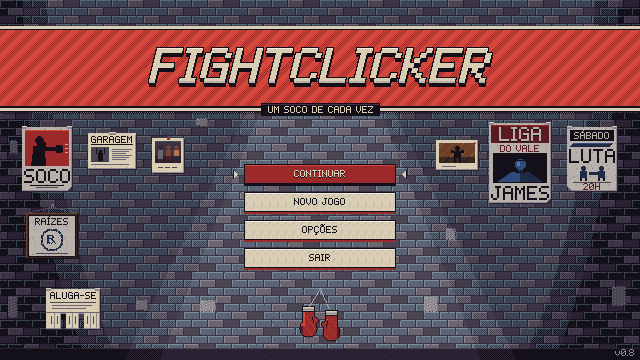 FIGHTCLICKER
UM SOCO DE CADA VEZ
SOCO
GARAGEM
LIGA
DO VALE
JAMES
SÁBADO
LUTA
20H
CONTINUAR
NOVO JOGO
OPÇÕES
SAIR
RAÍZES
R
ALUGA-SE
v0.8